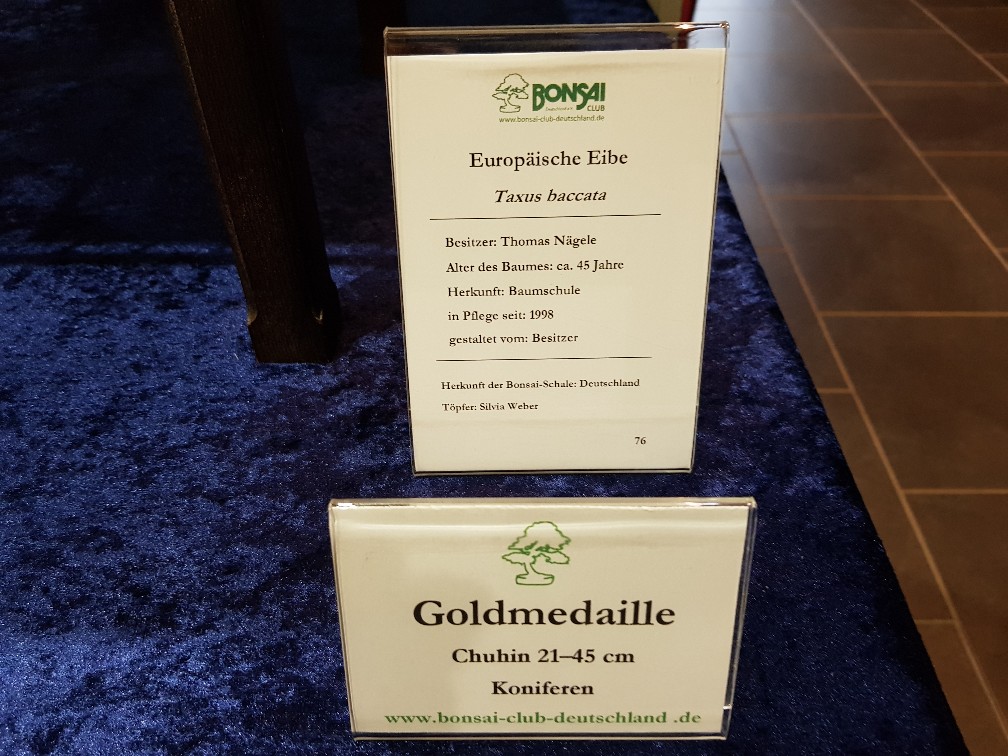 BONSAI
CLUB
www.bonsai-club-deutschland.de
Europäische Eibe
Taxus baccata
Besitzer: Thomas Nägele
Alter des Baumes: ca. 45 Jahre
Herkunft: Baumschule
in Pflege seit: 1998
gestaltet vom: Besitzer
Herkunft der Bonsai-Schale: Deutschland
Töpfer: Silvia Weber
76
Goldmedaille
Chuhin 21–45 cm
Koniferen
www.bonsai-club-deutschland .de